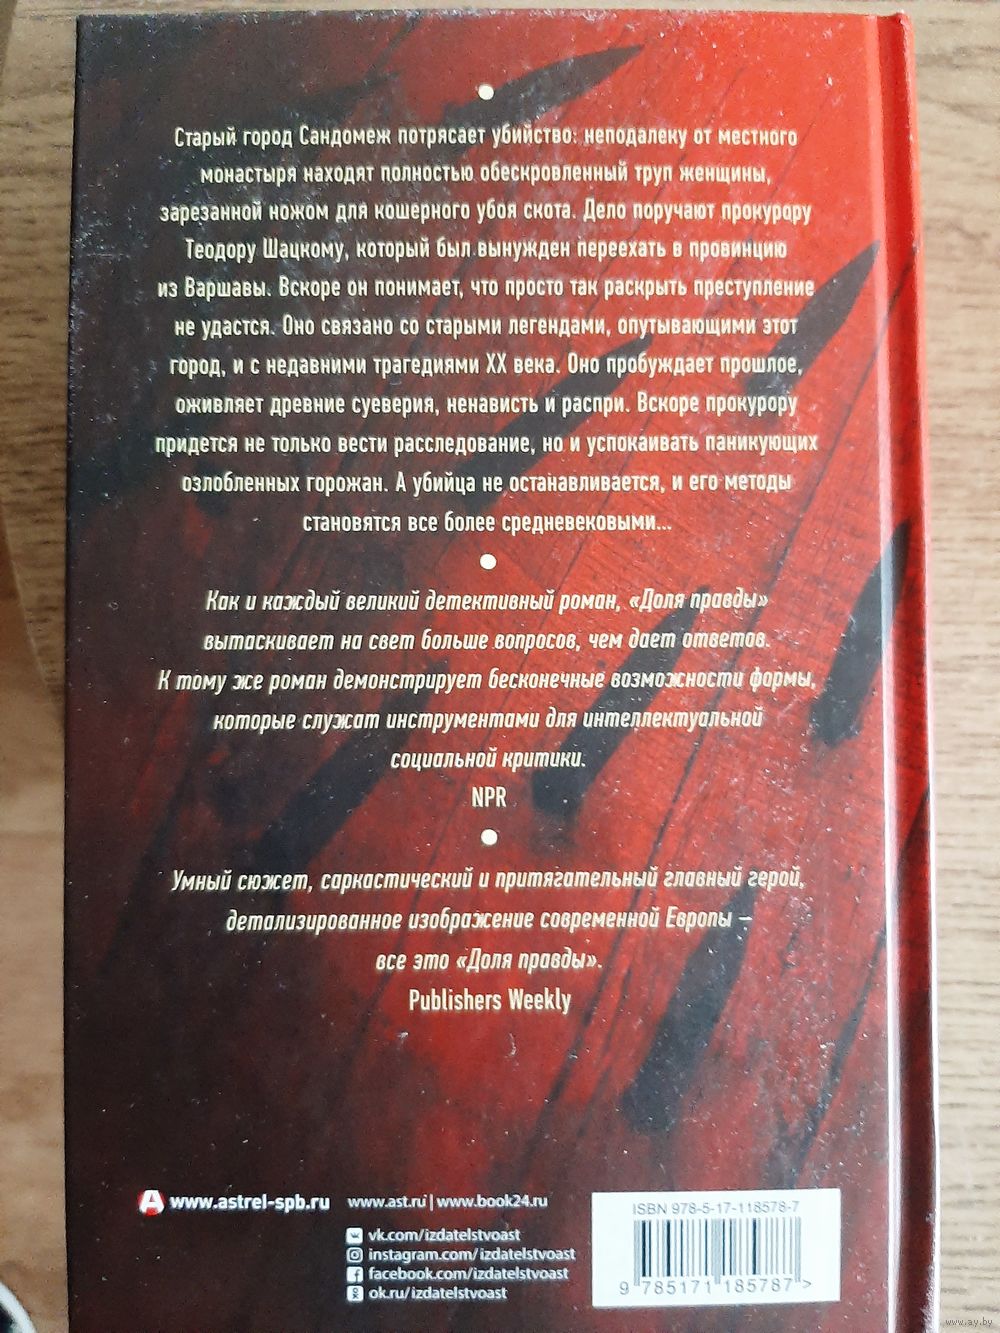 Старый город Сандомеж потрясает убийство: неподалеку от местного
монастыря находят полностью обескровленный труп женщины,
зарезанной ножом для кошерного убоя скота. Дело поручают прокурору
Теодору Шацкому, который был вынужден переехать в провинцию
из Варшавы. Вскоре он понимает, что просто так раскрыть преступление
не удастся. Оно связано со старыми легендами, опутывающими этот
город, и с недавними трагедиями XX века. Оно пробуждает прошлое,
оживляет древние суеверия, ненависть и распри. Вскоре прокурору
придется не только вести расследование, но и успокаивать паникующих
озлобленных горожан. А убийца не останавливается, и его методы
становятся все более средневековыми...
Как и каждый великий детективный роман, «Доля правды»
вытаскивает на свет больше вопросов, чем дает ответов.
К тому же роман демонстрирует бесконечные возможности формы,
которые служат инструментами для интеллектуальной
социальной критики.
NPR
Умный сюжет, саркастический и притягательный главный герой,
детализированное изображение современной Европы –
все это «Доля правды».
Publishers Weekly
www.astrel-spb.ru www.ast.ru | www.book24.ru
vk.com/izdatelstvoast
instagram.com/izdatelstvoast
facebook.com/izdatelstvoast
ok.ru/izdatelstvoast
ISBN 978-5-17-118578-7
9 785171 185787 >
www.ay.by